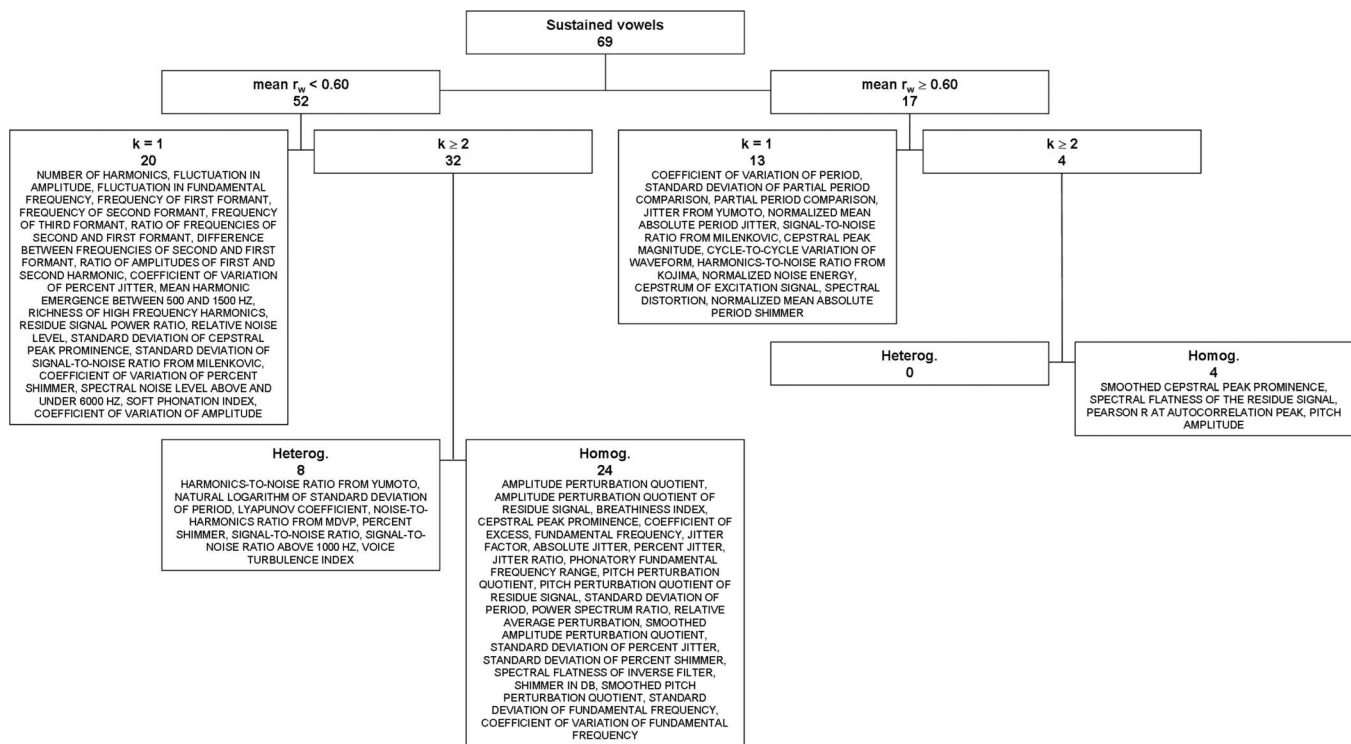 Sustained vowels
69
mean rw < 0.60
52
mean rw ≥ 0.60
17
k = 1
20
NUMBER OF HARMONICS, FLUCTUATION IN
AMPLITUDE, FLUCTUATION IN FUNDAMENTAL
FREQUENCY, FREQUENCY OF FIRST FORMANT,
FREQUENCY OF SECOND FORMANT, FREQUENCY
OF THIRD FORMANT, RATIO OF FREQUENCIES OF
SECOND AND FIRST FORMANT, DIFFERENCE
BETWEEN FREQUENCIES OF SECOND AND FIRST
FORMANT, RATIO OF AMPLITUDES OF FIRST AND
SECOND HARMONIC, COEFFICIENT OF VARIATION
OF PERCENT JITTER, MEAN HARMONIC
EMERGENCE BETWEEN 500 AND 1500 HZ,
RICHNESS OF HIGH FREQUENCY HARMONICS,
RESIDUE SIGNAL POWER RATIO, RELATIVE NOISE
LEVEL, STANDARD DEVIATION OF CEPSTRAL
PEAK PROMINENCE, STANDARD DEVIATION OF
SIGNAL-TO-NOISE RATIO FROM MILENKOVIC,
COEFFICIENT OF VARIATION OF PERCENT
SHIMMER, SPECTRAL NOISE LEVEL ABOVE AND
UNDER 6000 HZ, SOFT PHONATION INDEX,
COEFFICIENT OF VARIATION OF AMPLITUDE
k ≥ 2
32
k = 1
13
COEFFICIENT OF VARIATION OF PERIOD,
STANDARD DEVIATION OF PARTIAL PERIOD
COMPARISON, PARTIAL PERIOD COMPARISON,
JITTER FROM YUMOTO, NORMALIZED MEAN
ABSOLUTE PERIOD JITTER, SIGNAL-TO-NOISE
RATIO FROM MILENKOVIC, CEPSTRAL PEAK
MAGNITUDE, CYCLE-TO-CYCLE VARIATION OF
WAVEFORM, HARMONICS-TO-NOISE RATIO FROM
KOJIMA, NORMALIZED NOISE ENERGY,
CEPSTRUM OF EXCITATION SIGNAL, SPECTRAL
DISTORTION, NORMALIZED MEAN ABSOLUTE
PERIOD SHIMMER
k ≥ 2
4
Heterog.
0
Homog.
4
SMOOTHED CEPSTRAL PEAK PROMINENCE,
SPECTRAL FLATNESS OF THE RESIDUE SIGNAL,
PEARSON R AT AUTOCORRELATION PEAK, PITCH
AMPLITUDE
Heterog.
8
HARMONICS-TO-NOISE RATIO FROM YUMOTO,
NATURAL LOGARITHM OF STANDARD DEVIATION
OF PERIOD, LYAPUNOV COEFFICIENT, NOISE-TO-
HARMONICS RATIO FROM MDVP, PERCENT
SHIMMER, SIGNAL-TO-NOISE RATIO, SIGNAL-TO-
NOISE RATIO ABOVE 1000 HZ, VOICE
TURBULENCE INDEX
Homog.
24
AMPLITUDE PERTURBATION QUOTIENT,
AMPLITUDE PERTURBATION QUOTIENT OF
RESIDUE SIGNAL, BREATHINESS INDEX,
CEPSTRAL PEAK PROMINENCE, COEFFICIENT OF
EXCESS, FUNDAMENTAL FREQUENCY, JITTER
FACTOR, ABSOLUTE JITTER, PERCENT JITTER,
JITTER RATIO, PHONATORY FUNDAMENTAL
FREQUENCY RANGE, PITCH PERTURBATION
QUOTIENT, PITCH PERTURBATION QUOTIENT OF
RESIDUE SIGNAL, STANDARD DEVIATION OF
PERIOD, POWER SPECTRUM RATIO, RELATIVE
AVERAGE PERTURBATION, SMOOTHED
AMPLITUDE PERTURBATION QUOTIENT,
STANDARD DEVIATION OF PERCENT JITTER,
STANDARD DEVIATION OF PERCENT SHIMMER,
SPECTRAL FLATNESS OF INVERSE FILTER,
SHIMMER IN DB, SMOOTHED PITCH
PERTURBATION QUOTIENT, STANDARD
DEVIATION OF FUNDAMENTAL FREQUENCY,
COEFFICIENT OF VARIATION OF FUNDAMENTAL
FREQUENCY